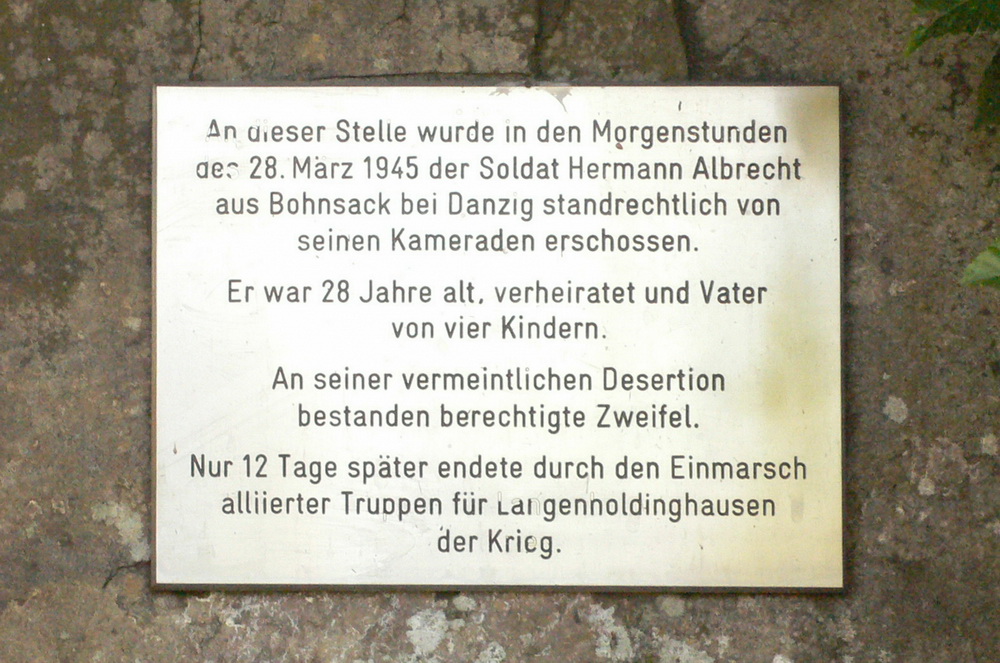 An dieser Stelle wurde in den Morgenstunden
des 28. März 1945 der Soldat Hermann Albrecht
aus Bohnsack bei Danzig standrechtlich von
seinen Kameraden erschossen.
Er war 28 Jahre alt, verheiratet und Vater
von vier Kindern.
An seiner vermeintlichen Desertion
bestanden berechtigte Zweifel.
Nur 12 Tage später endete durch den Einmarsch
alliierter Truppen für Langenholdinghausen
der Krieg.